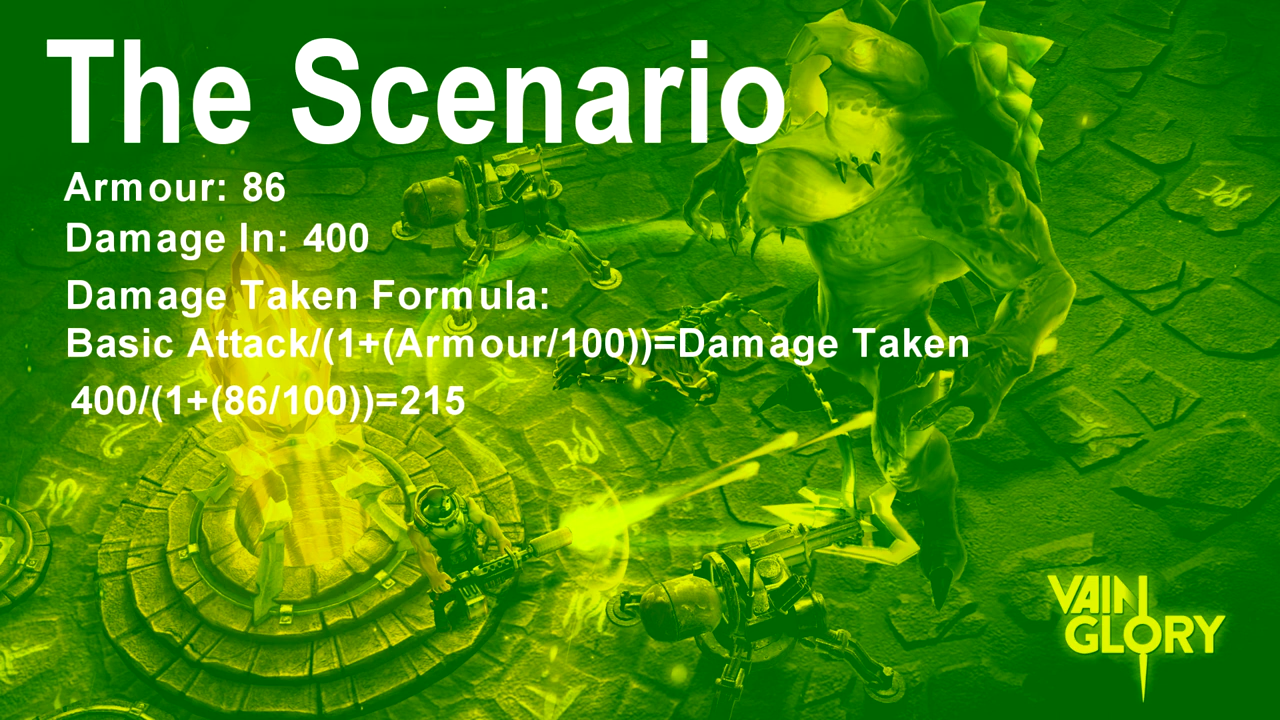 The Scenario
Armour: 86
Damage In: 400
Damage Taken Formula:
Basic Attack/(1+(Armour/100))=Damage Taken
400/(1+(86/100))=215
VAIN
GLORY